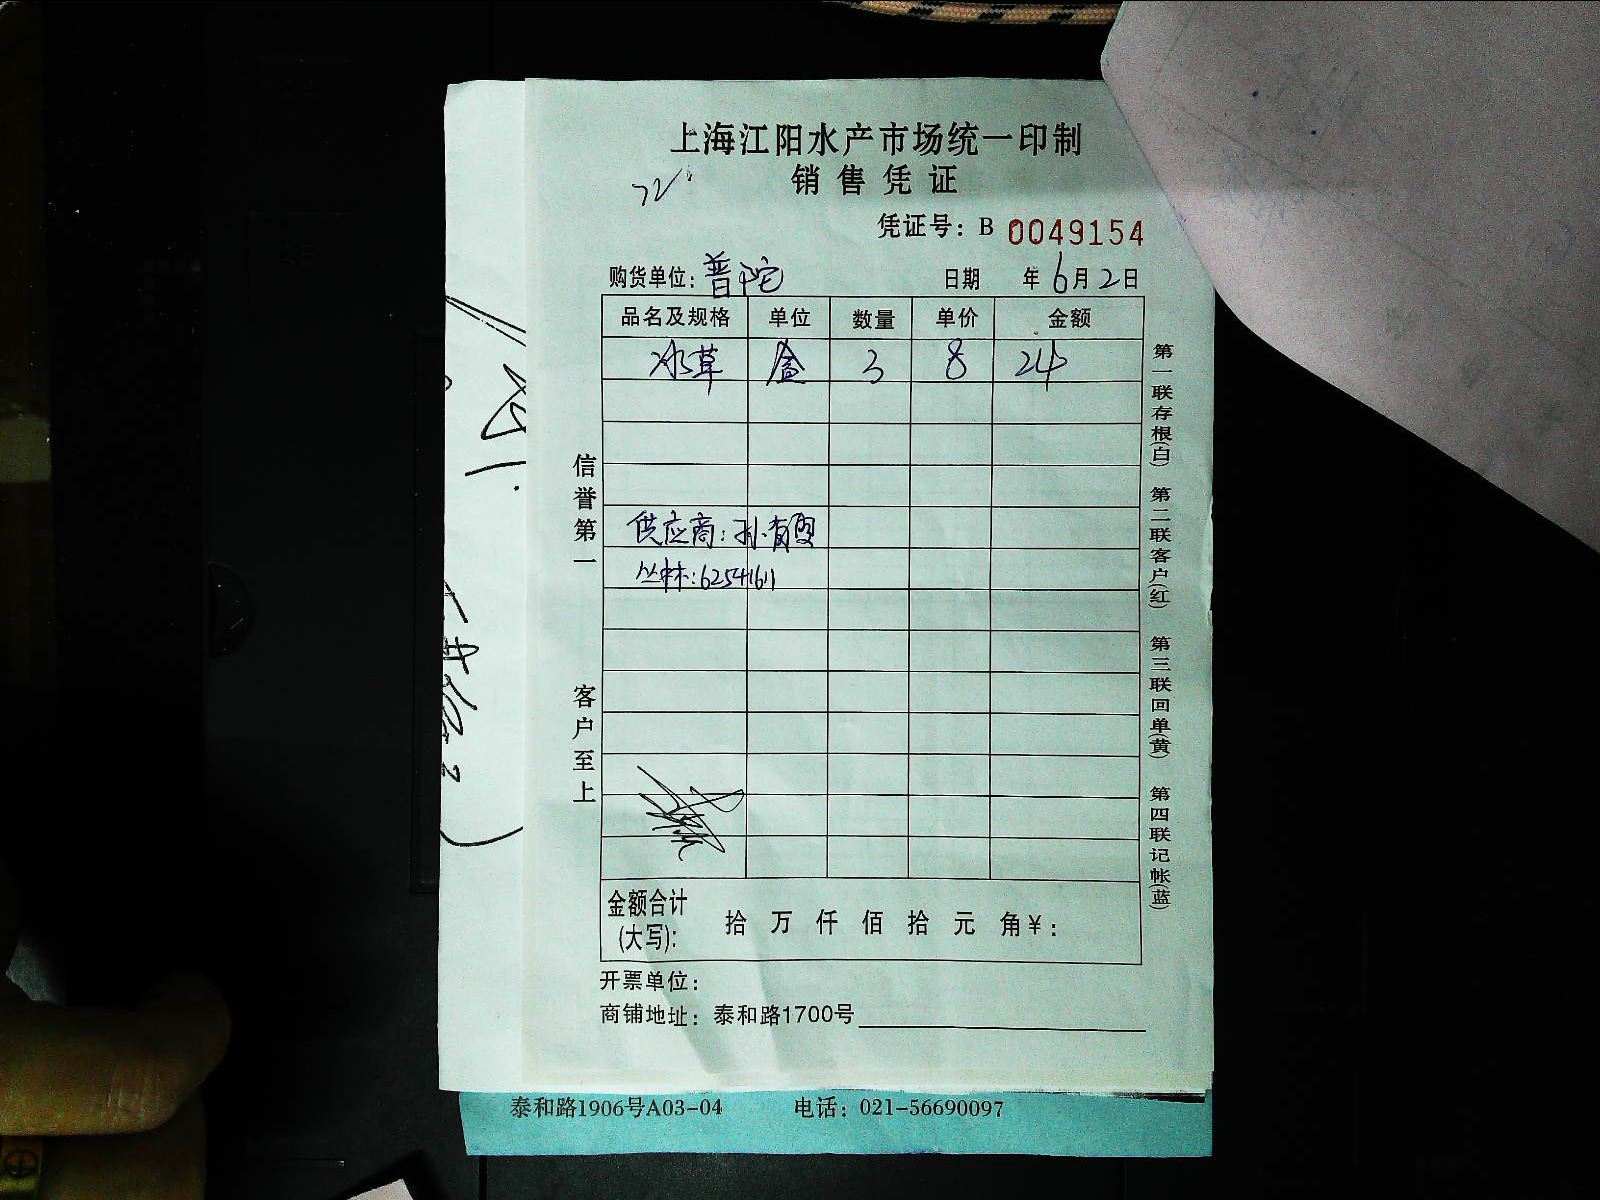 上海江阳水产市场统一印制
销售凭证
72
凭证号：B 0049154
购货单位：普陀 日期 年6月2日
品名及规格 单位 数量 单价 金额
冰草 盒 3 8 24
供应商：孙有
丛林：62541611
信誉第一 客户至上
第一联存根(白) 第二联客户(红) 第三联回单(黄) 第四联记帐(蓝)
金额合计(大写)： 拾 万 仟 佰 拾 元 角 ¥：
开票单位：
商铺地址：泰和路1700号
泰和路1906号A03-04 电话：021-56690097